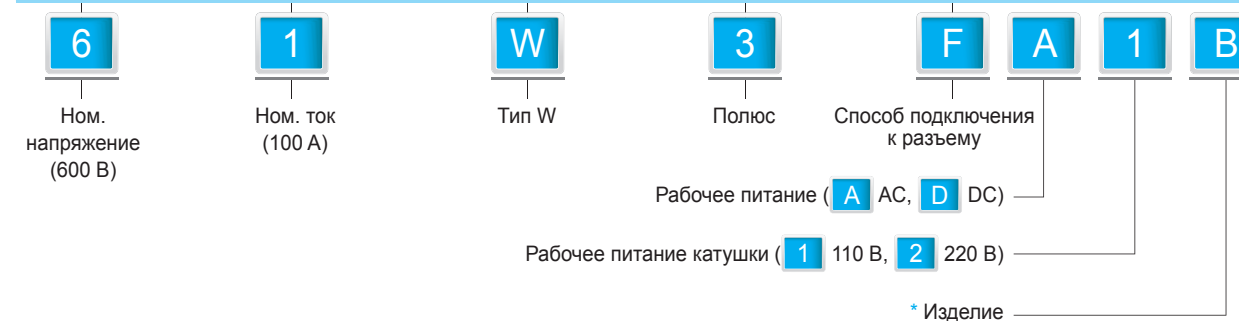 6 1 W 3 F A 1 B
Ном.
напряжение
(600 В)
Ном. ток
(100 А)
Тип W
Полюс
Способ подключения
к разъему
Рабочее питание ( A AC, D DC)
Рабочее питание катушки ( 1 110 В, 2 220 В)
* Изделие